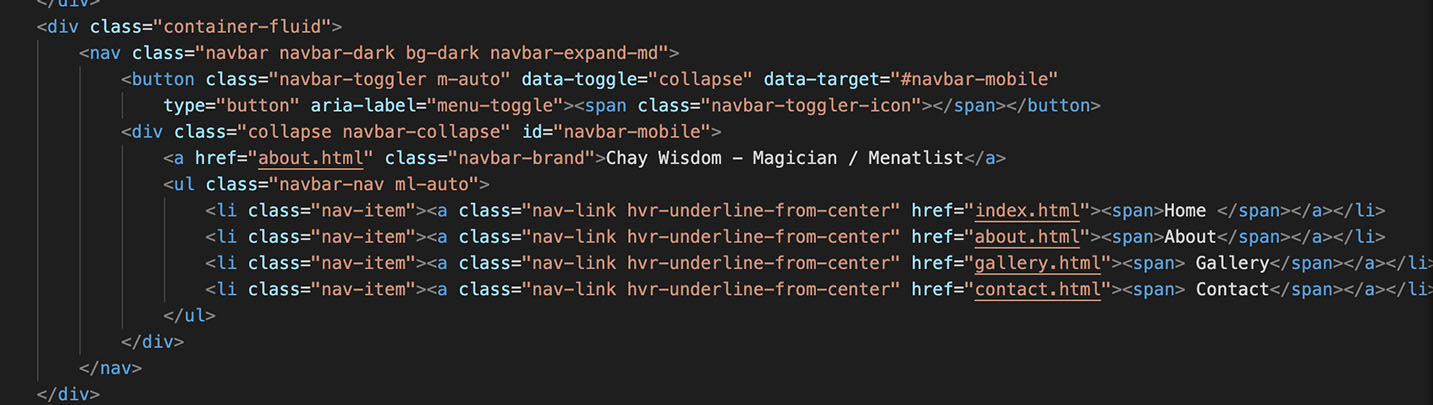 </div>
<div class="container-fluid">
<nav class="navbar navbar-dark bg-dark navbar-expand-md">
<button class="navbar-toggler m-auto" data-toggle="collapse" data-target="#navbar-mobile"
type="button" aria-label="menu-toggle"><span class="navbar-toggler-icon"></span></button>
<div class="collapse navbar-collapse" id="navbar-mobile">
<a href="about.html" class="navbar-brand">Chay Wisdom - Magician / Menatlist</a>
<ul class="navbar-nav ml-auto">
<li class="nav-item"><a class="nav-link hvr-underline-from-center" href="index.html"><span>Home </span></a></li>
<li class="nav-item"><a class="nav-link hvr-underline-from-center" href="about.html"><span>About</span></a></li>
<li class="nav-item"><a class="nav-link hvr-underline-from-center" href="gallery.html"><span> Gallery</span></a></li
<li class="nav-item"><a class="nav-link hvr-underline-from-center" href="contact.html"><span> Contact</span></a></li
</ul>
</div>
</nav>
</div>